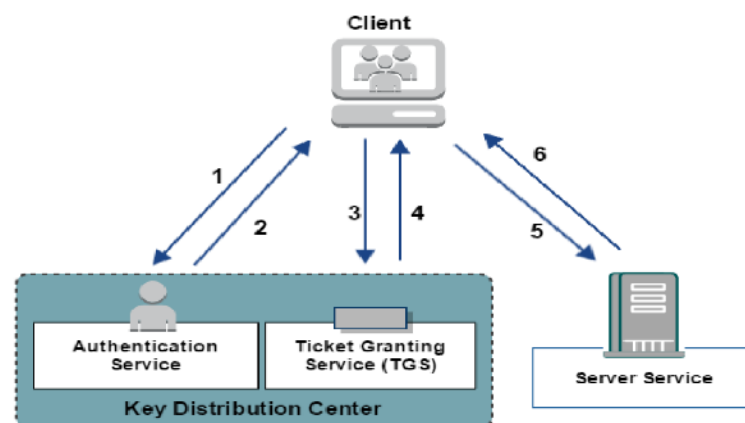 Client
1
2
3
4
5
6
Authentication
Service
Ticket Granting
Service (TGS)
Key Distribution Center
Server Service